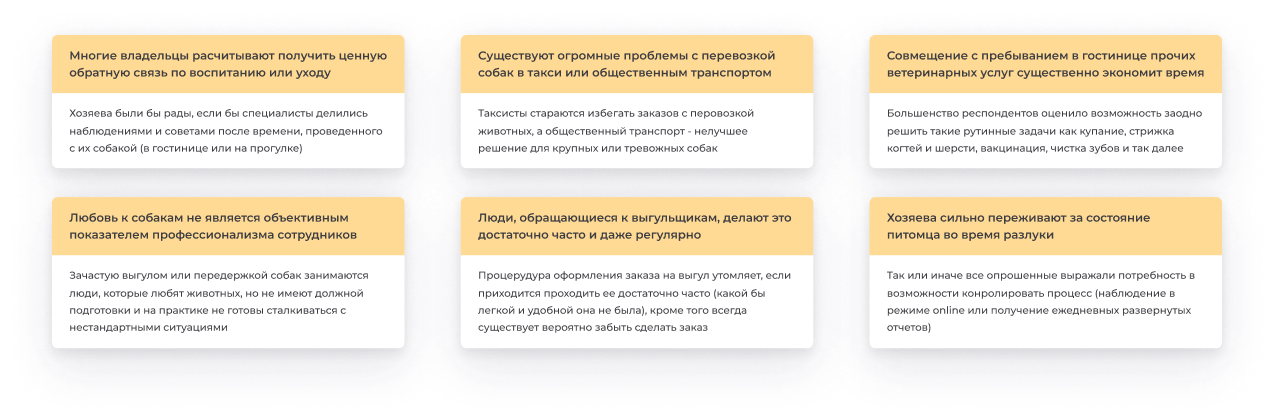 Многие владельцы расчитывают получить ценную
обратную связь по воспитанию или уходу
Хозяева были бы рады, если бы специалисты делились
наблюдениями и советами после времени, проведенного
с их собакой (в гостинице или на прогулке)
Существуют огромные проблемы с перевозкой
собак в такси или общественным транспортом
Таксисты стараются избегать заказов с перовозкой
животных, а общественный транспорт - нелучшее
решение для крупных или тревожных собак
Совмещение с пребыванием в гостинице прочих
ветеринарных услуг существенно экономит время
Большенство респондентов оценило возможность заодно
решить такие рутинные задачи как купание, стрижка
когтей и шерсти, вакцинация, чистка зубов и так далее
Любовь к собакам не является объективным
показателем профессионализма сотрудников
Зачастую выгулом или передержкой собак занимаются
люди, которые любят животных, но не имеют должной
подготовки и на практике не готовы сталкиваться с
нестандартными ситуациями
Люди, обращающиеся к выгульщикам, делают это
достаточно часто и даже регулярно
Процерудура оформления заказа на выгул утомляет, если
приходится проходить ее достаточно часто (какой бы
легкой и удобной она не была), кроме того всегда
существует вероятно забыть сделать заказ
Хозяева сильно переживают за состояние
питомца во время разлуки
Так или иначе все опрошенные выражали потребность в
возможности конролировать процесс (наблюдение в
режиме online или получение ежедневных развернутых
отчетов)